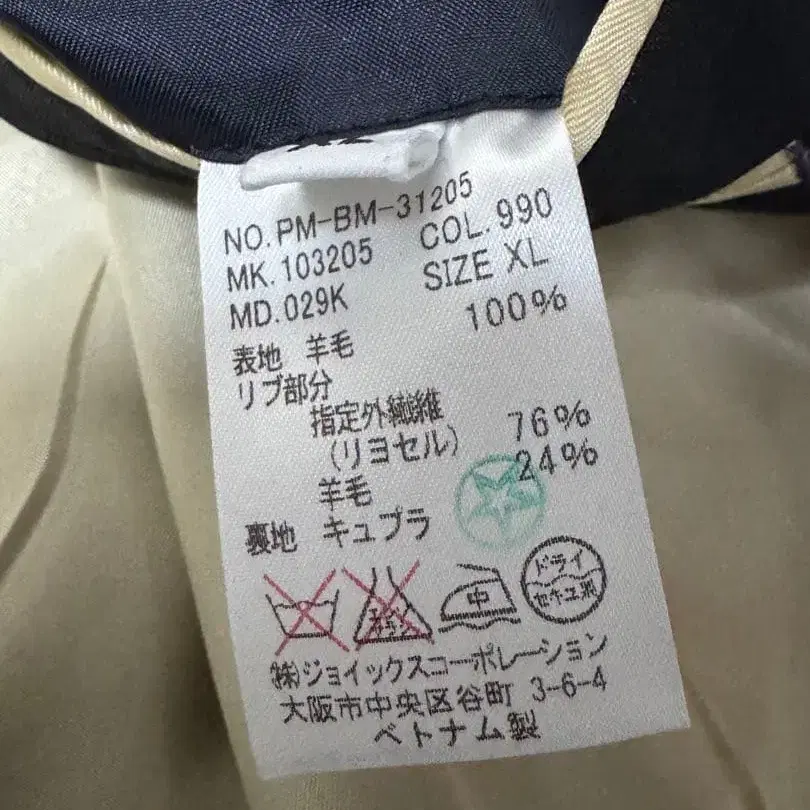 NO.PM-BM-31205
MK.103205 COL.990
MD.029K SIZE XL
表地 羊毛 100%
リブ部分
指定外繊維
(リヨセル) 76%
羊毛 24%
裏地 キュプラ
中
ドライ
セキユ系
㈱ジョイックスコーポレーション
大阪市中央区谷町 3-6-4
ベトナム製